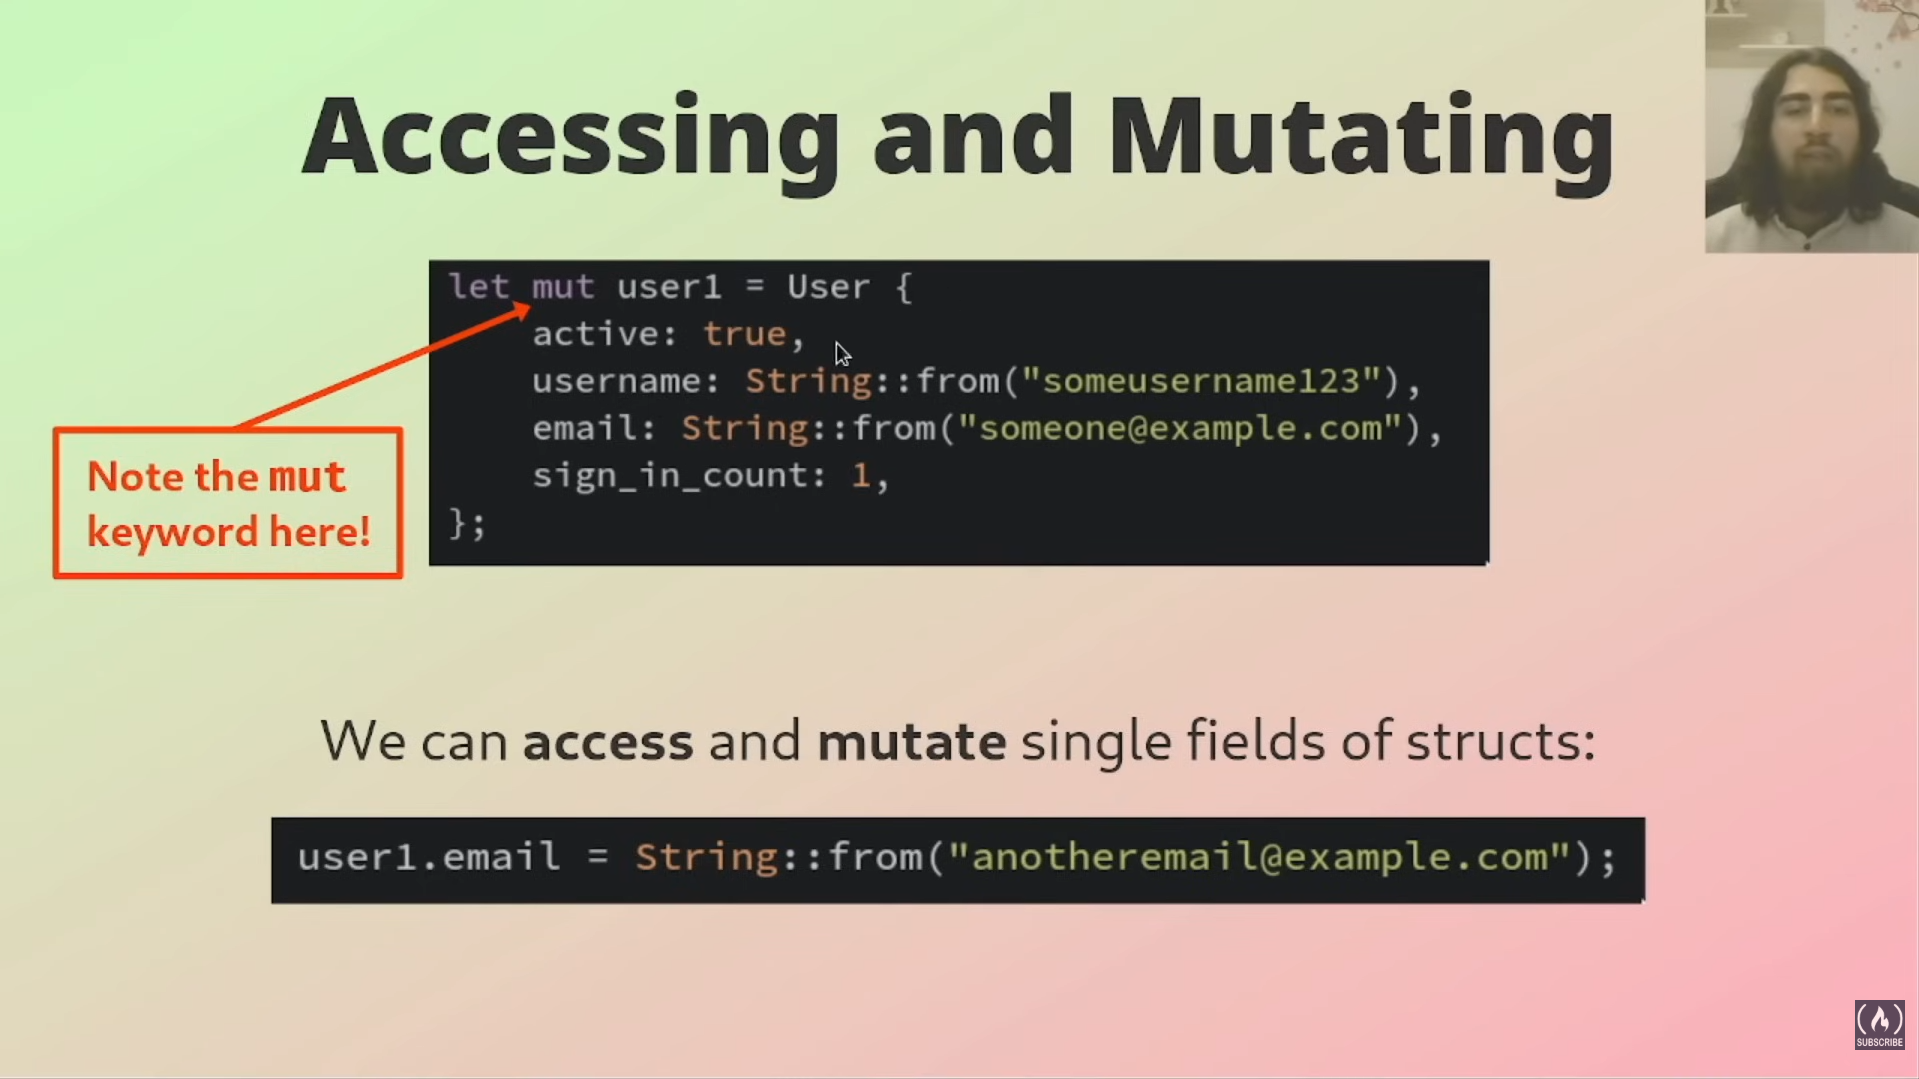 Accessing and Mutating
let mut user1 = User {
active: true,
username: String::from("someusername123"),
email: String::from("someone@example.com"),
sign_in_count: 1,
};
Note the mut
keyword here!
We can access and mutate single fields of structs:
user1.email = String::from("anotheremail@example.com");
SUBSCRIBE